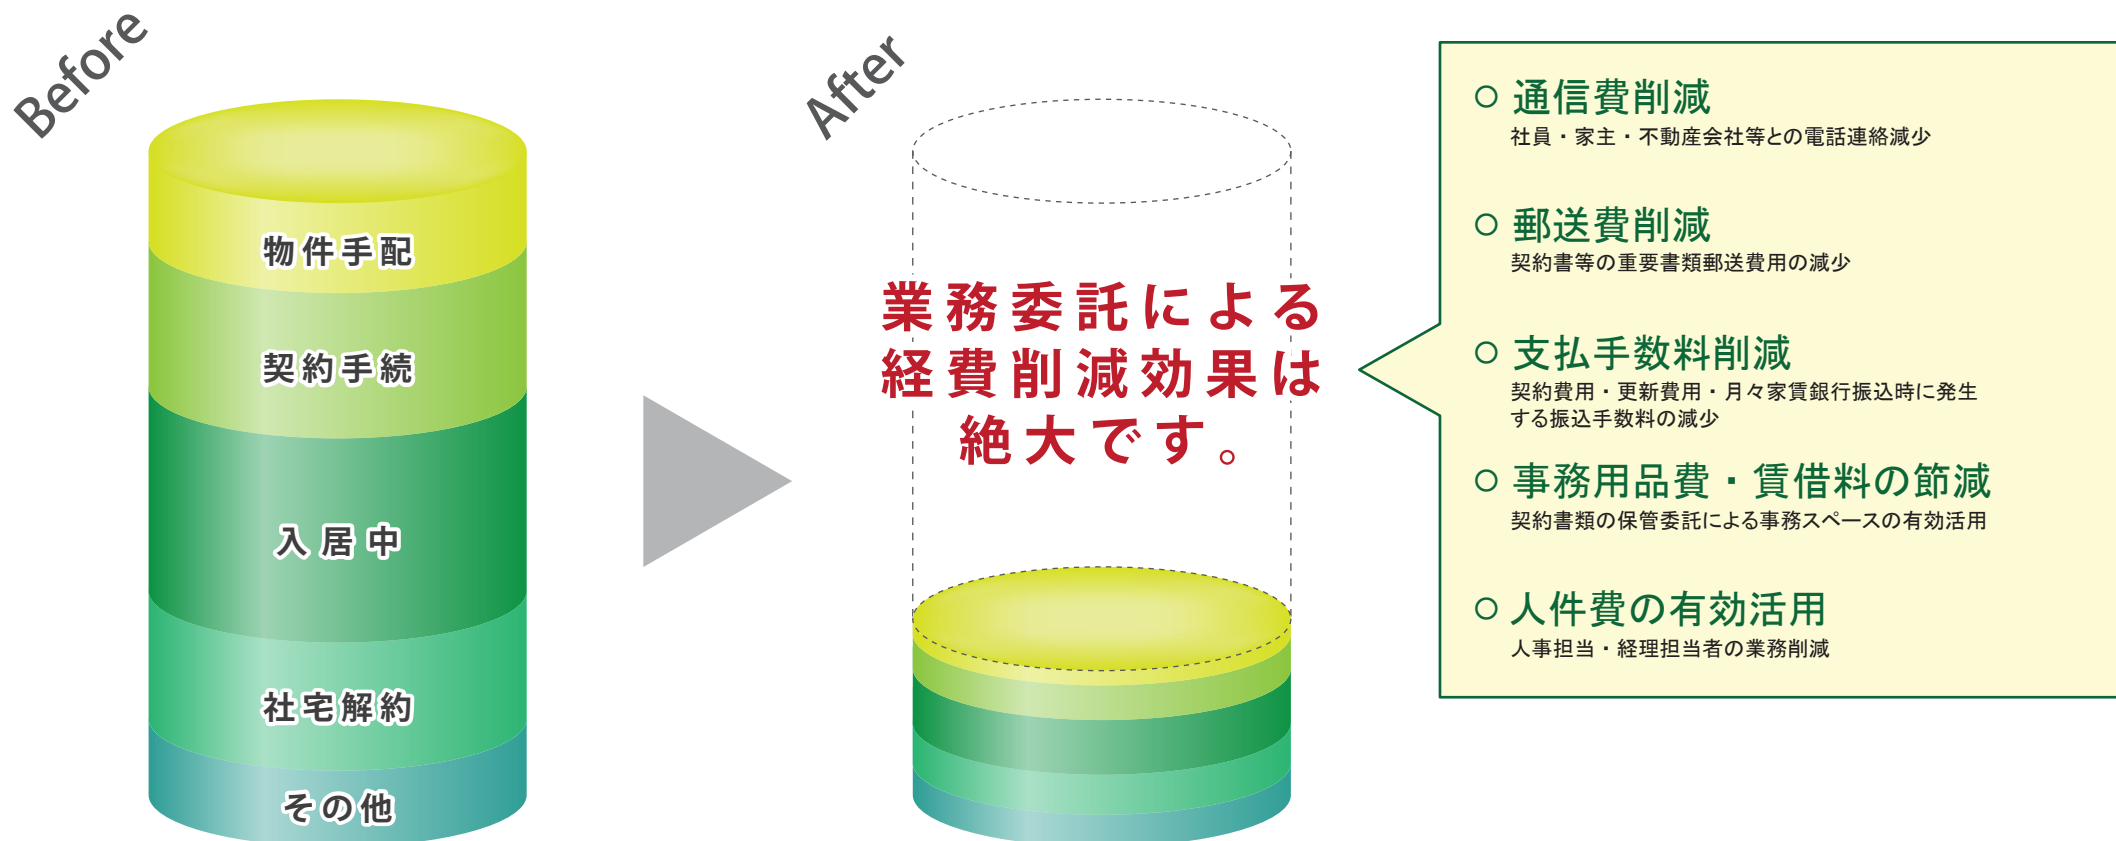 Before
物件手配
契約手続
入居中
社宅解約
その他
After
業務委託による
経費削減効果は
絶大です。
○ 通信費削減
社員・家主・不動産会社等との電話連絡減少
○ 郵送費削減
契約書等の重要書類郵送費用の減少
○ 支払手数料削減
契約費用・更新費用・月々家賃銀行振込時に発生
する振込手数料の減少
○ 事務用品費・賃借料の節減
契約書類の保管委託による事務スペースの有効活用
○ 人件費の有効活用
人事担当・経理担当者の業務削減